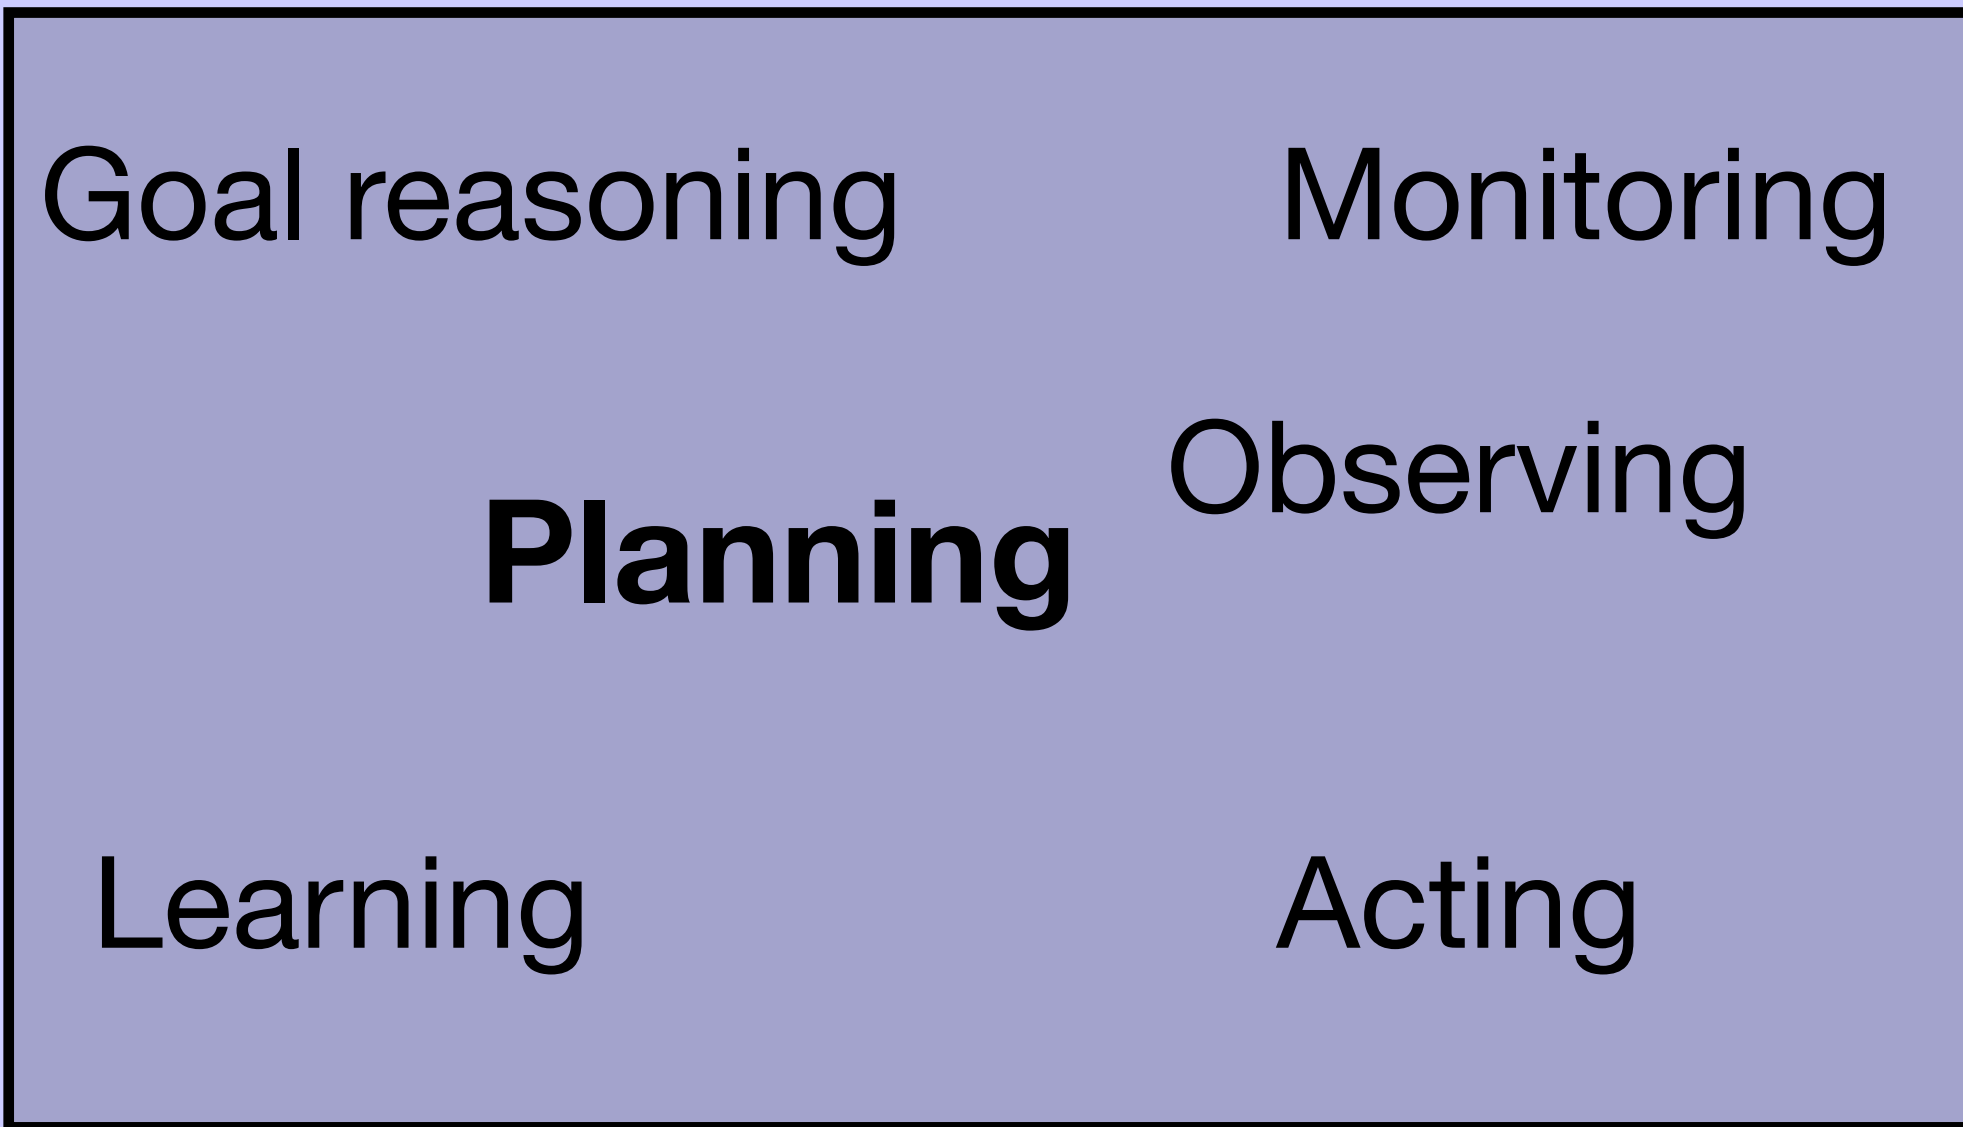 Goal reasoning
Monitoring
Observing
Planning
Learning
Acting